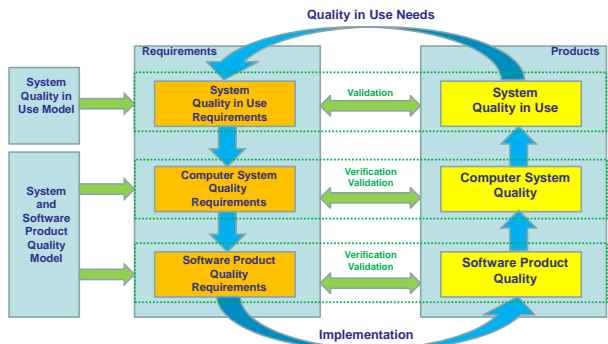 Quality in Use Needs
Requirements
Products
System
Quality in
Use Model
System
Quality in Use
Requirements
Validation
System
Quality in Use
System
and
Software
Product
Quality
Model
Computer System
Quality
Requirements
Verification
Validation
Computer System
Quality
Software Product
Quality
Requirements
Verification
Validation
Software Product
Quality
Implementation